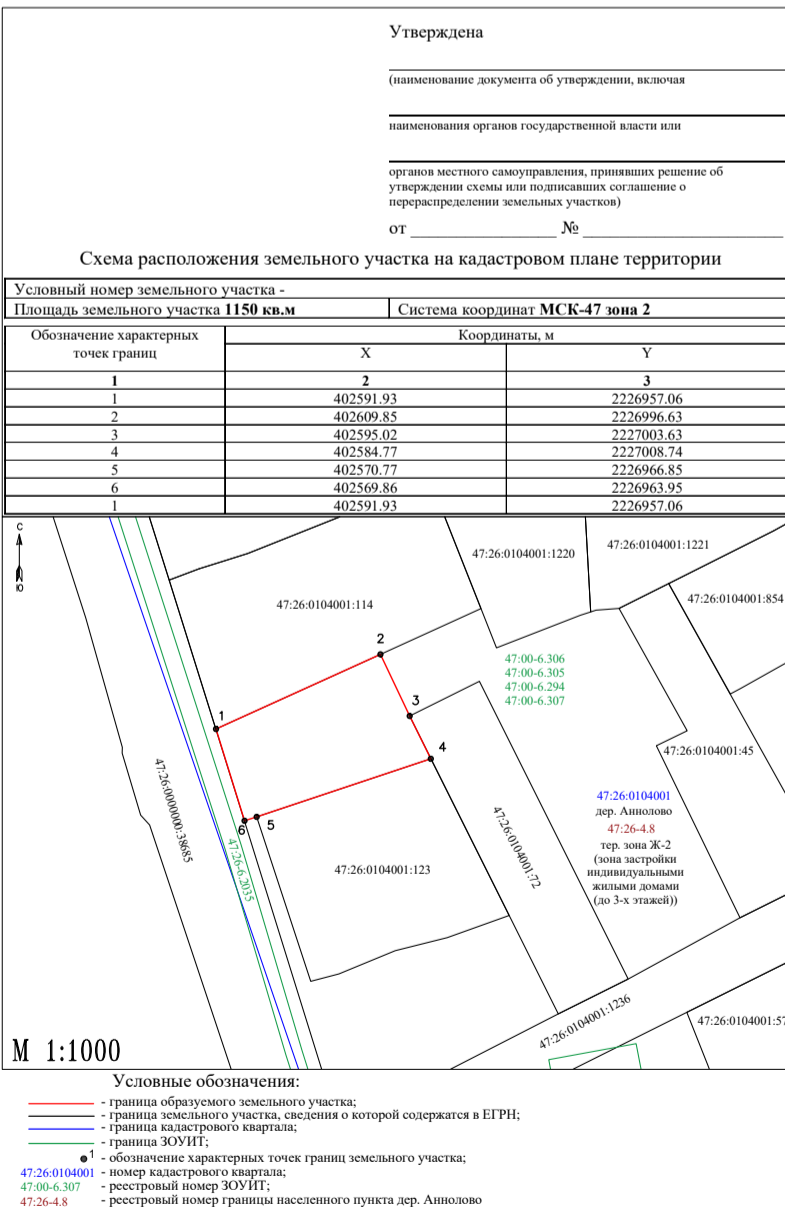 Утверждена
(наименование документа об утверждении, включая
наименования органов государственной власти или
органов местного самоуправления, принявших решение об
утверждении схемы или подписавших соглашение о
перераспределении земельных участков)
от ________________ № ______________________
Схема расположения земельного участка на кадастровом плане территории
Условный номер земельного участка -
Площадь земельного участка 1150 кв.м Система координат МСК-47 зона 2
Обозначение характерных точек границ Координаты, м
X Y
1 2 3
1 402591.93 2226957.06
2 402609.85 2226996.63
3 402595.02 2227003.63
4 402584.77 2227008.74
5 402570.77 2226966.85
6 402569.86 2226963.95
1 402591.93 2226957.06
С
Ю
47:26:0104001:1220
47:26:0104001:1221
47:26:0104001:854
47:26:0104001:114
2
47:00-6.306
47:00-6.305
47:00-6.294
47:00-6.307
1
3
4
47:26:0104001:45
47:26:0000000:38685
47:26:0104001
дер. Аннолово
47:26-4.8
тер. зона Ж-2
(зона застройки
индивидуальными
жилыми домами
(до 3-х этажей))
6
5
47:26-6.2035
47:26:0104001:123
47:26:0104001:72
47:26:0104001:1236
47:26:0104001:57
М 1:1000
Условные обозначения:
- граница образуемого земельного участка;
- граница земельного участка, сведения о которой содержатся в ЕГРН;
- граница кадастрового квартала;
- граница ЗОУИТ;
1 - обозначение характерных точек границ земельного участка;
47:26:0104001 - номер кадастрового квартала;
47:00-6.307 - реестровый номер ЗОУИТ;
47:26-4.8 - реестровый номер границы населенного пункта дер. Аннолово